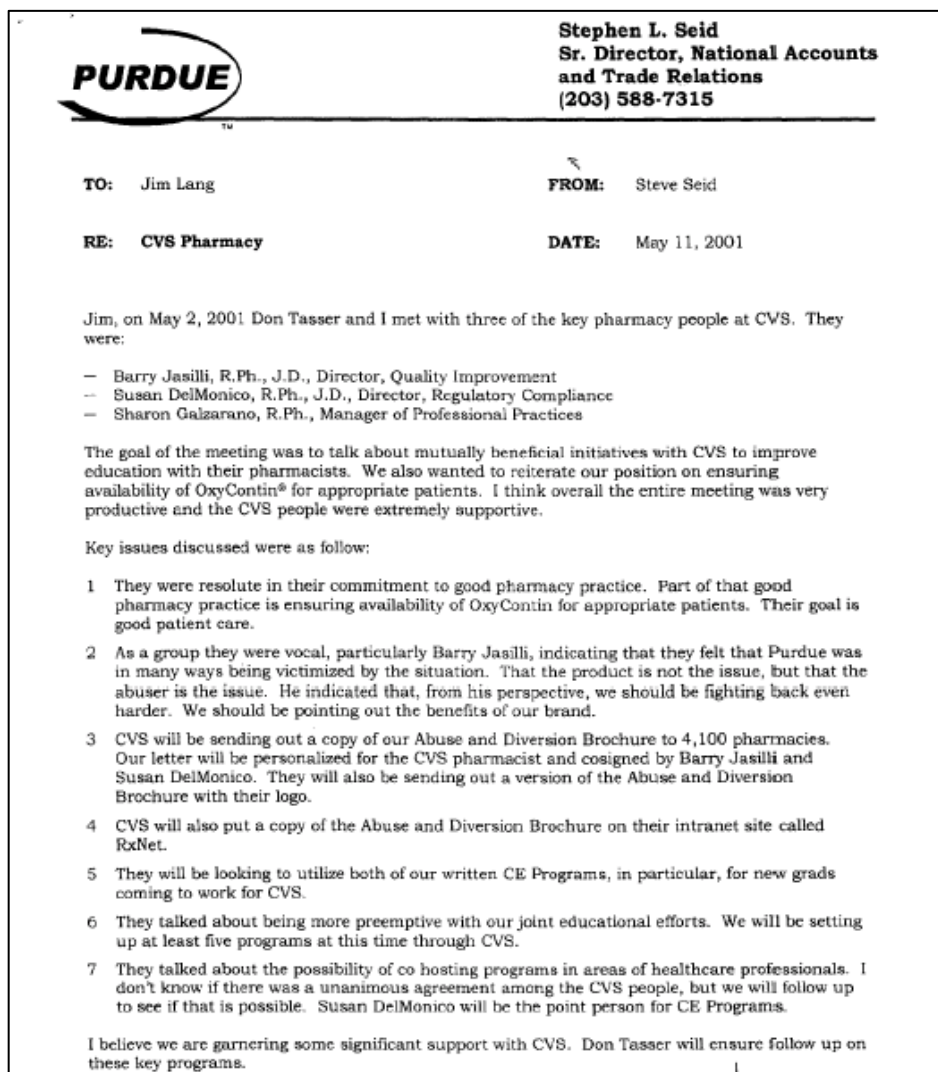 Stephen L. Seid
Sr. Director, National Accounts
and Trade Relations
(203) 588-7315
PURDUE
TM
TO: Jim Lang FROM: Steve Seid
RE: CVS Pharmacy DATE: May 11, 2001
Jim, on May 2, 2001 Don Tasser and I met with three of the key pharmacy people at CVS. They
were:
— Barry Jasilli, R.Ph., J.D., Director, Quality Improvement
— Susan DelMonico, R.Ph., J.D., Director, Regulatory Compliance
— Sharon Galzarano, R.Ph., Manager of Professional Practices
The goal of the meeting was to talk about mutually beneficial initiatives with CVS to improve
education with their pharmacists. We also wanted to reiterate our position on ensuring
availability of OxyContin® for appropriate patients. I think overall the entire meeting was very
productive and the CVS people were extremely supportive.
Key issues discussed were as follow:
1 They were resolute in their commitment to good pharmacy practice. Part of that good
pharmacy practice is ensuring availability of OxyContin for appropriate patients. Their goal is
good patient care.
2 As a group they were vocal, particularly Barry Jasilli, indicating that they felt that Purdue was
in many ways being victimized by the situation. That the product is not the issue, but that the
abuser is the issue. He indicated that, from his perspective, we should be fighting back even
harder. We should be pointing out the benefits of our brand.
3 CVS will be sending out a copy of our Abuse and Diversion Brochure to 4,100 pharmacies.
Our letter will be personalized for the CVS pharmacist and cosigned by Barry Jasilli and
Susan DelMonico. They will also be sending out a version of the Abuse and Diversion
Brochure with their logo.
4 CVS will also put a copy of the Abuse and Diversion Brochure on their intranet site called
RxNet.
5 They will be looking to utilize both of our written CE Programs, in particular, for new grads
coming to work for CVS.
6 They talked about being more preemptive with our joint educational efforts. We will be setting
up at least five programs at this time through CVS.
7 They talked about the possibility of co hosting programs in areas of healthcare professionals. I
don't know if there was a unanimous agreement among the CVS people, but we will follow up
to see if that is possible. Susan DelMonico will be the point person for CE Programs.
I believe we are garnering some significant support with CVS. Don Tasser will ensure follow up on
these key programs.